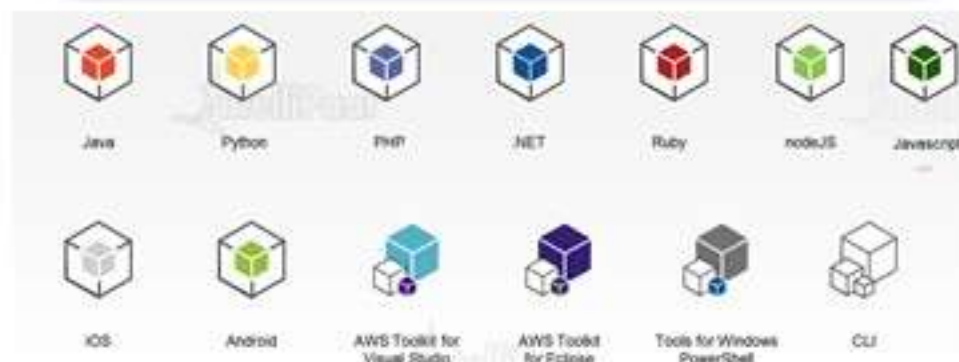 Java Python PHP .NET Ruby nodeJS Javascript
iOS Android AWS Toolkit for Visual Studio AWS Toolkit for Eclipse Tools for Windows PowerShell CLI